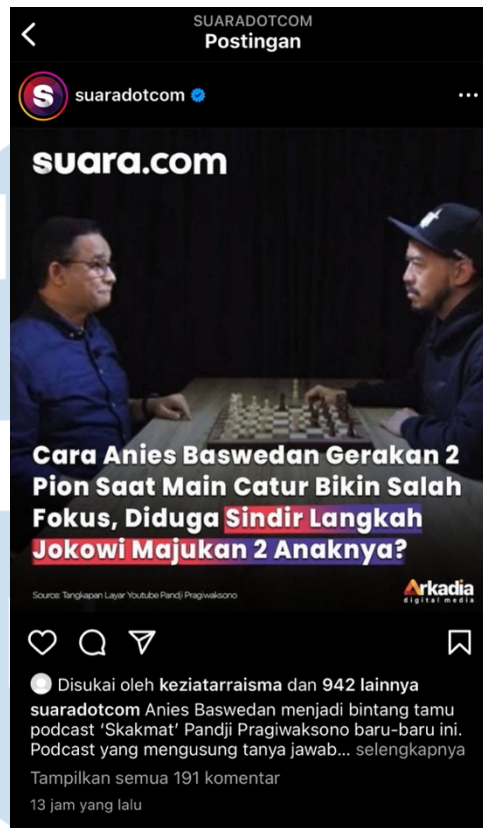 SUARADOTCOM
Postingan
suaradotcom
suara.com
Cara Anies Baswedan Gerakan 2
Pion Saat Main Catur Bikin Salah
Fokus, Diduga Sindir Langkah
Jokowi Majukan 2 Anaknya?
Source: Tangkapan Layar Youtube Pandji Pragiwaksono
Arkadia
digital media
Disukai oleh keziatarraisma dan 942 lainnya
suaradotcom Anies Baswedan menjadi bintang tamu
podcast ‘Skakmat’ Pandji Pragiwaksono baru-baru ini.
Podcast yang mengusung tanya jawab... selengkapnya
Tampilkan semua 191 komentar
13 jam yang lalu